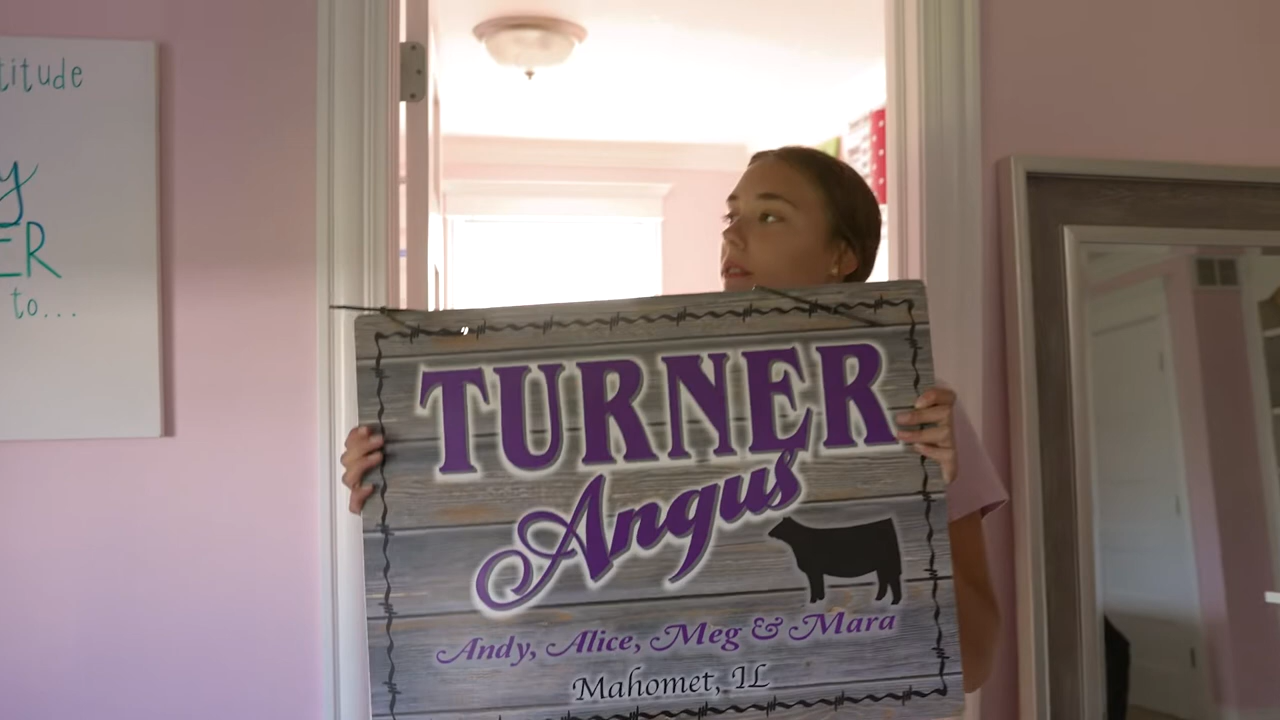 titude
y
ER
to...
TURNER
Angus
Andy, Alice, Meg & Mara
Mahomet, IL